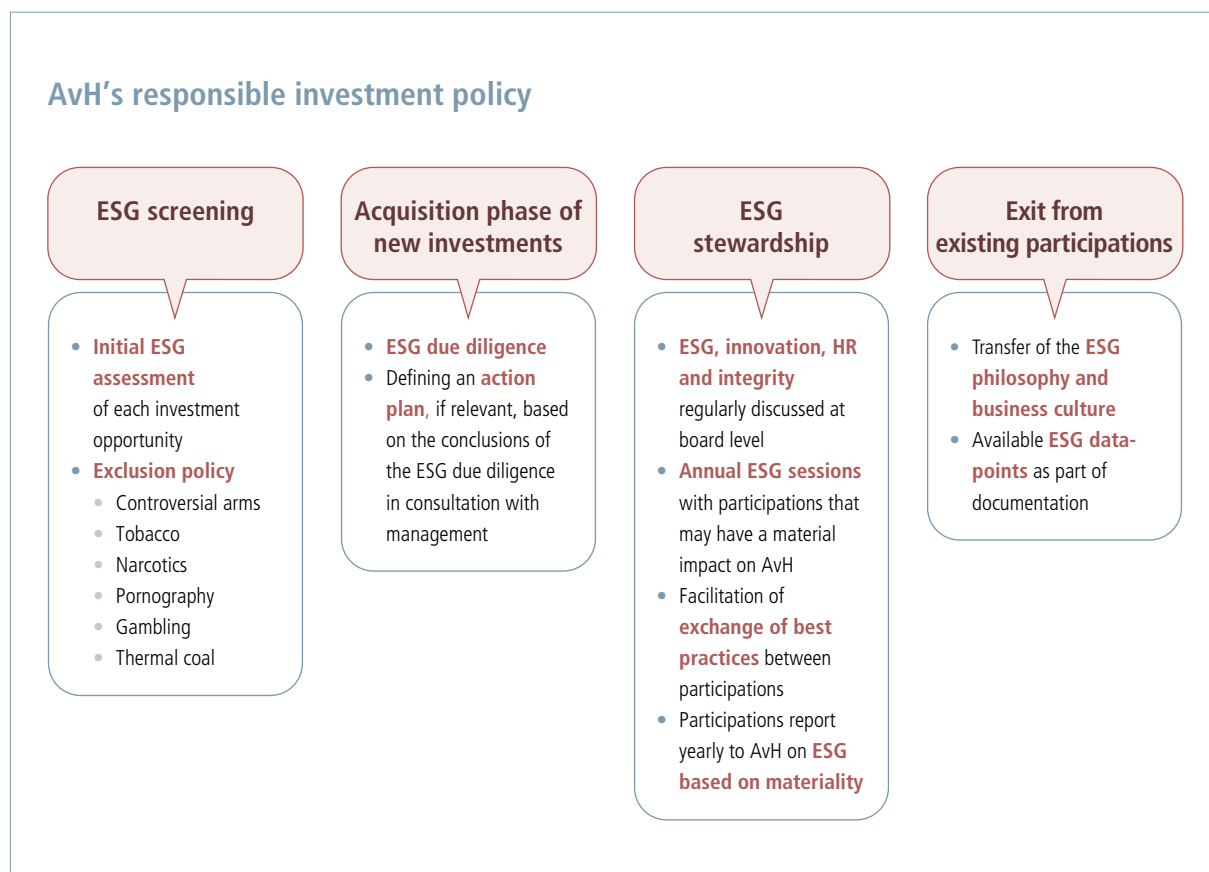 AvH’s responsible investment policy
ESG screening
• Initial ESG
assessment
of each investment
opportunity
• Exclusion policy
• Controversial arms
• Tobacco
• Narcotics
• Pornography
• Gambling
• Thermal coal
Acquisition phase of
new investments
• ESG due diligence
• Defining an action
plan, if relevant, based
on the conclusions of
the ESG due diligence
in consultation with
management
ESG
stewardship
• ESG, innovation, HR
and integrity
regularly discussed at
board level
• Annual ESG sessions
with participations that
may have a material
impact on AvH
• Facilitation of
exchange of best
practices between
participations
• Participations report
yearly to AvH on ESG
based on materiality
Exit from
existing participations
• Transfer of the ESG
philosophy and
business culture
• Available ESG data-
points as part of
documentation